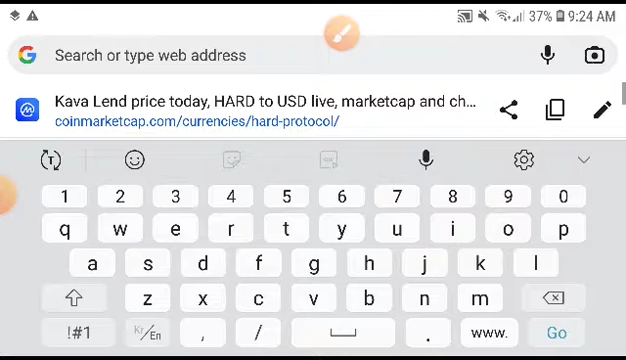 37% 9:24 AM
Search or type web address
Kava Lend price today, HARD to USD live, marketcap and ch...
coinmarketcap.com/currencies/hard-protocol/
T
1 2 3 4 5 6 7 8 9 0
q w e r t y u i o p
a s d f g h j k l
z x c v b n m
!#1 Kr/En , / . www. Go